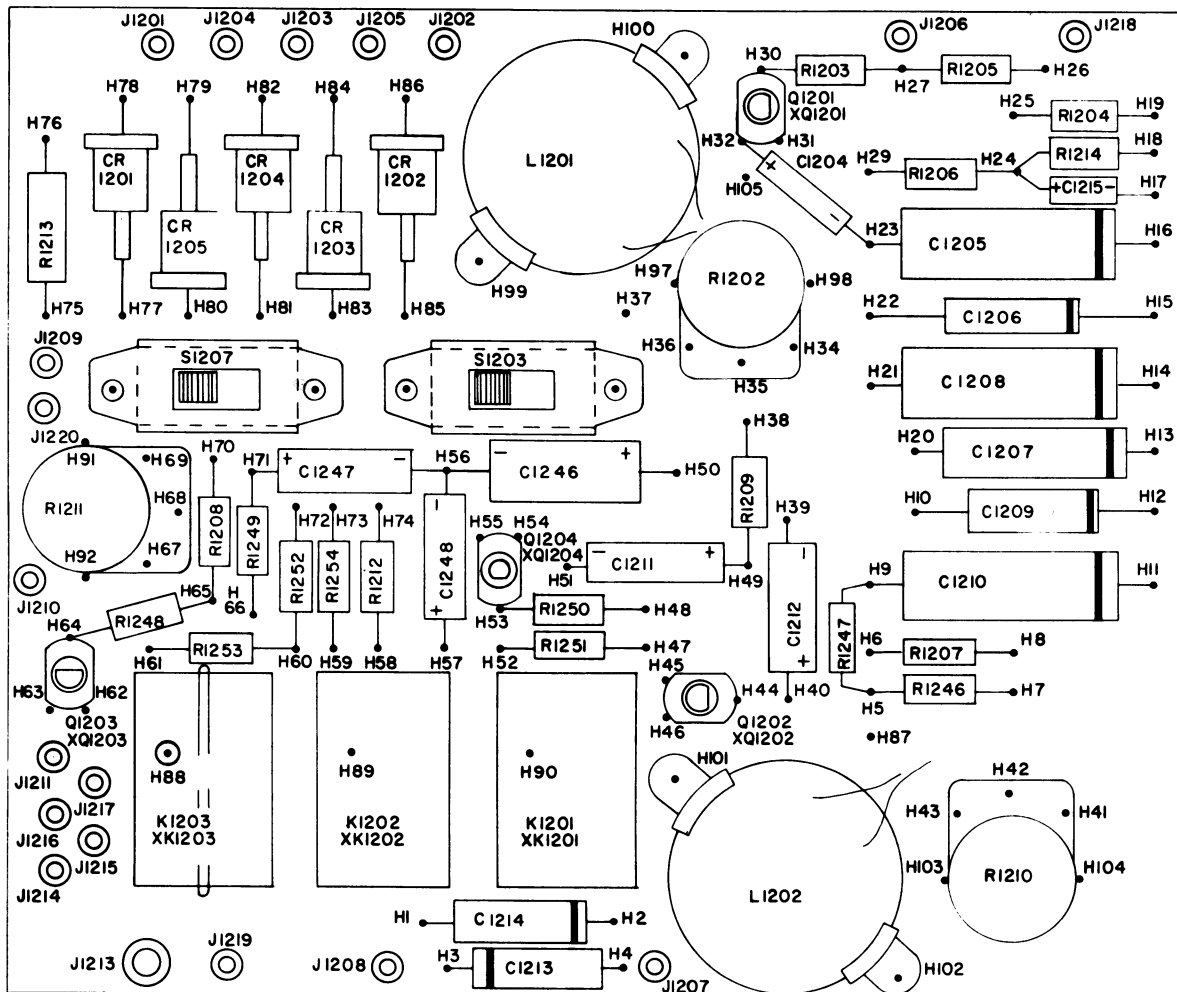 J1201 J1204 J1203 J1205 J1202 H100 J1206 J1218
H30 R1203 H27 R1205 H26
H78 H79 H82 H84 H86
Q1201
XQ1201
H25 R1204 H19
H76
H32 H31
C1204
H18
R1214
CR
1201
CR
1204
CR
1202
L1201
H29 R1206 H24
+C1215-
H17
H105
+
-
R1213
CR
1205
CR
1203
H23 C1205 H16
H99
H97 R1202 H98
H75 H77 H80 H81 H83 H85
H37
H22 C1206 H15
J1209
S1207 S1203
H36 H34
H35
H21 C1208 H14
J1220
H38
H91 H69 H70 H71 + C1247 - H56 - C1246 + H50
H20 C1207 H13
R1211 H68
R1208
R1249
H72 H73 H74
-
C1248
+
H55 H54
Q1204
XQ1204
R1209
H39
H10 C1209 H12
H67
H92
R1252
R1254
R1212
- C1211 +
H51 H49
-
C1212
+
H9 C1210 H11
J1210
H65
H
66
R1248
H64
H53 R1250 H48
R1247
H61 R1253 H60 H59 H58 H57 H52 R1251 H47
H6 R1207 H8
H45
H63 H62
H44 H40
H5 R1246 H7
Q1203
XQ1203
H46
Q1202
XQ1202
H87
J1211
H88 H89 H90
H101
J1217
H42
H43 H41
J1216
K1203
XK1203
K1202
XK1202
K1201
XK1201
J1215
J1214
H103 R1210 H104
L1202
H1 C1214 H2
J1213 J1219 J1208 H3 C1213 H4 J1207
H102